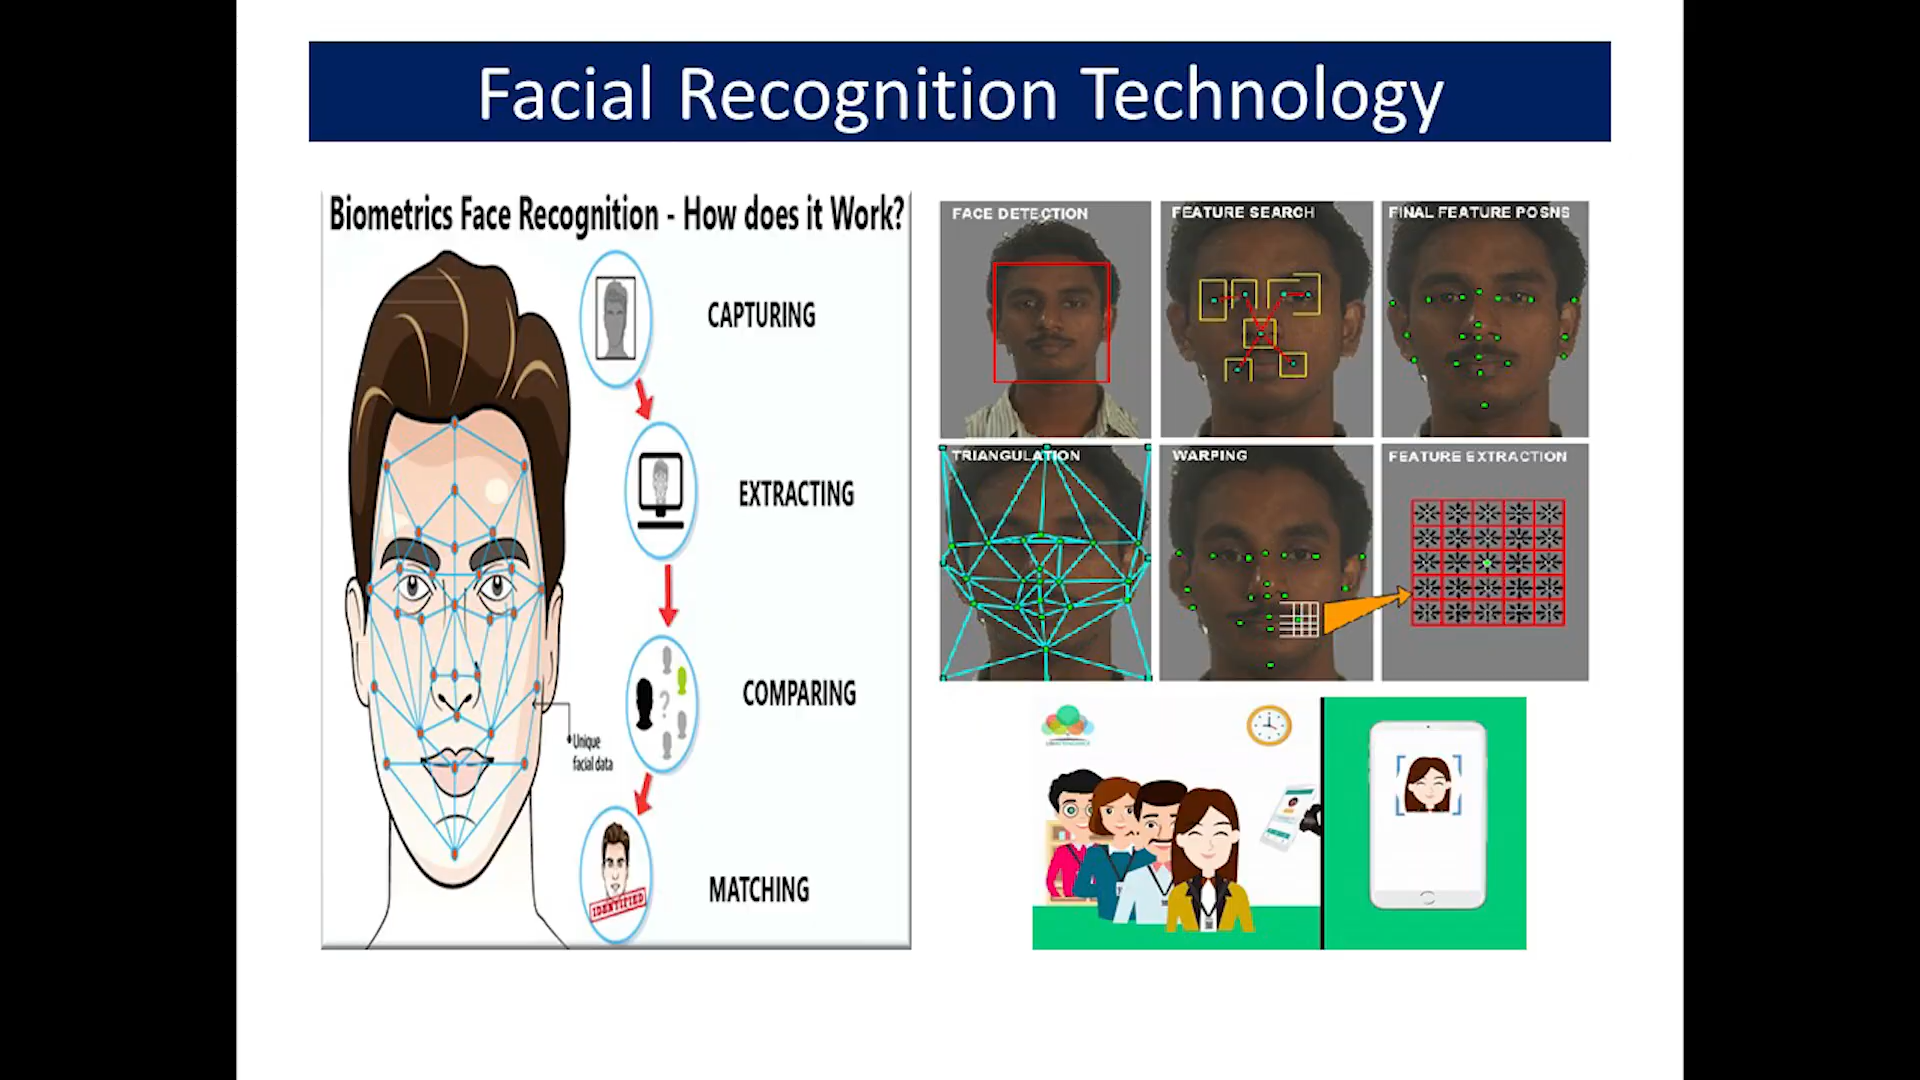 Facial Recognition Technology
Biometrics Face Recognition - How does it Work?
CAPTURING
EXTRACTING
COMPARING
MATCHING
Unique
facial data
IDENTIFIED
FACE DETECTION
FEATURE SEARCH
FINAL FEATURE POSNS
TRIANGULATION
WARPING
FEATURE EXTRACTION